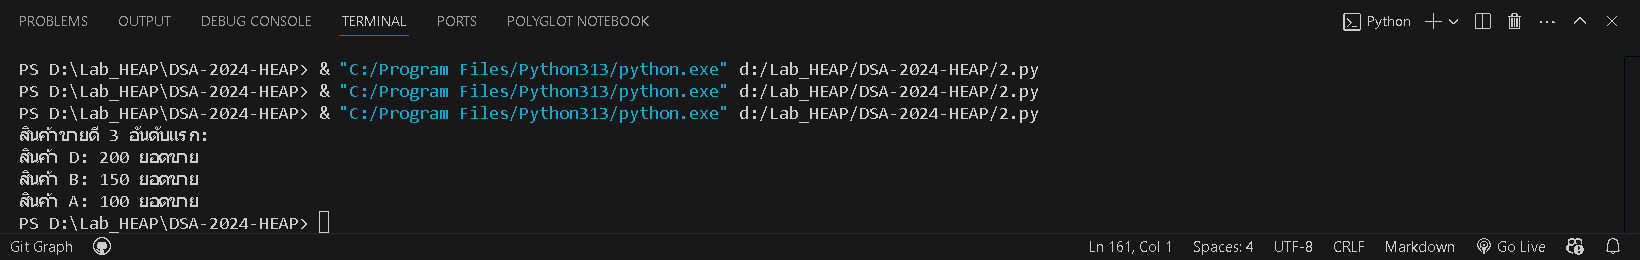 PROBLEMS OUTPUT DEBUG CONSOLE TERMINAL PORTS POLYGLOT NOTEBOOK Python
PS D:\Lab_HEAP\DSA-2024-HEAP> & "C:/Program Files/Python313/python.exe" d:/Lab_HEAP/DSA-2024-HEAP/2.py
PS D:\Lab_HEAP\DSA-2024-HEAP> & "C:/Program Files/Python313/python.exe" d:/Lab_HEAP/DSA-2024-HEAP/2.py
PS D:\Lab_HEAP\DSA-2024-HEAP> & "C:/Program Files/Python313/python.exe" d:/Lab_HEAP/DSA-2024-HEAP/2.py
สินค้าขายดี 3 อันดับแรก:
สินค้า D: 200 ยอดขาย
สินค้า B: 150 ยอดขาย
สินค้า A: 100 ยอดขาย
PS D:\Lab_HEAP\DSA-2024-HEAP>
Git Graph Ln 161, Col 1 Spaces: 4 UTF-8 CRLF Markdown Go Live